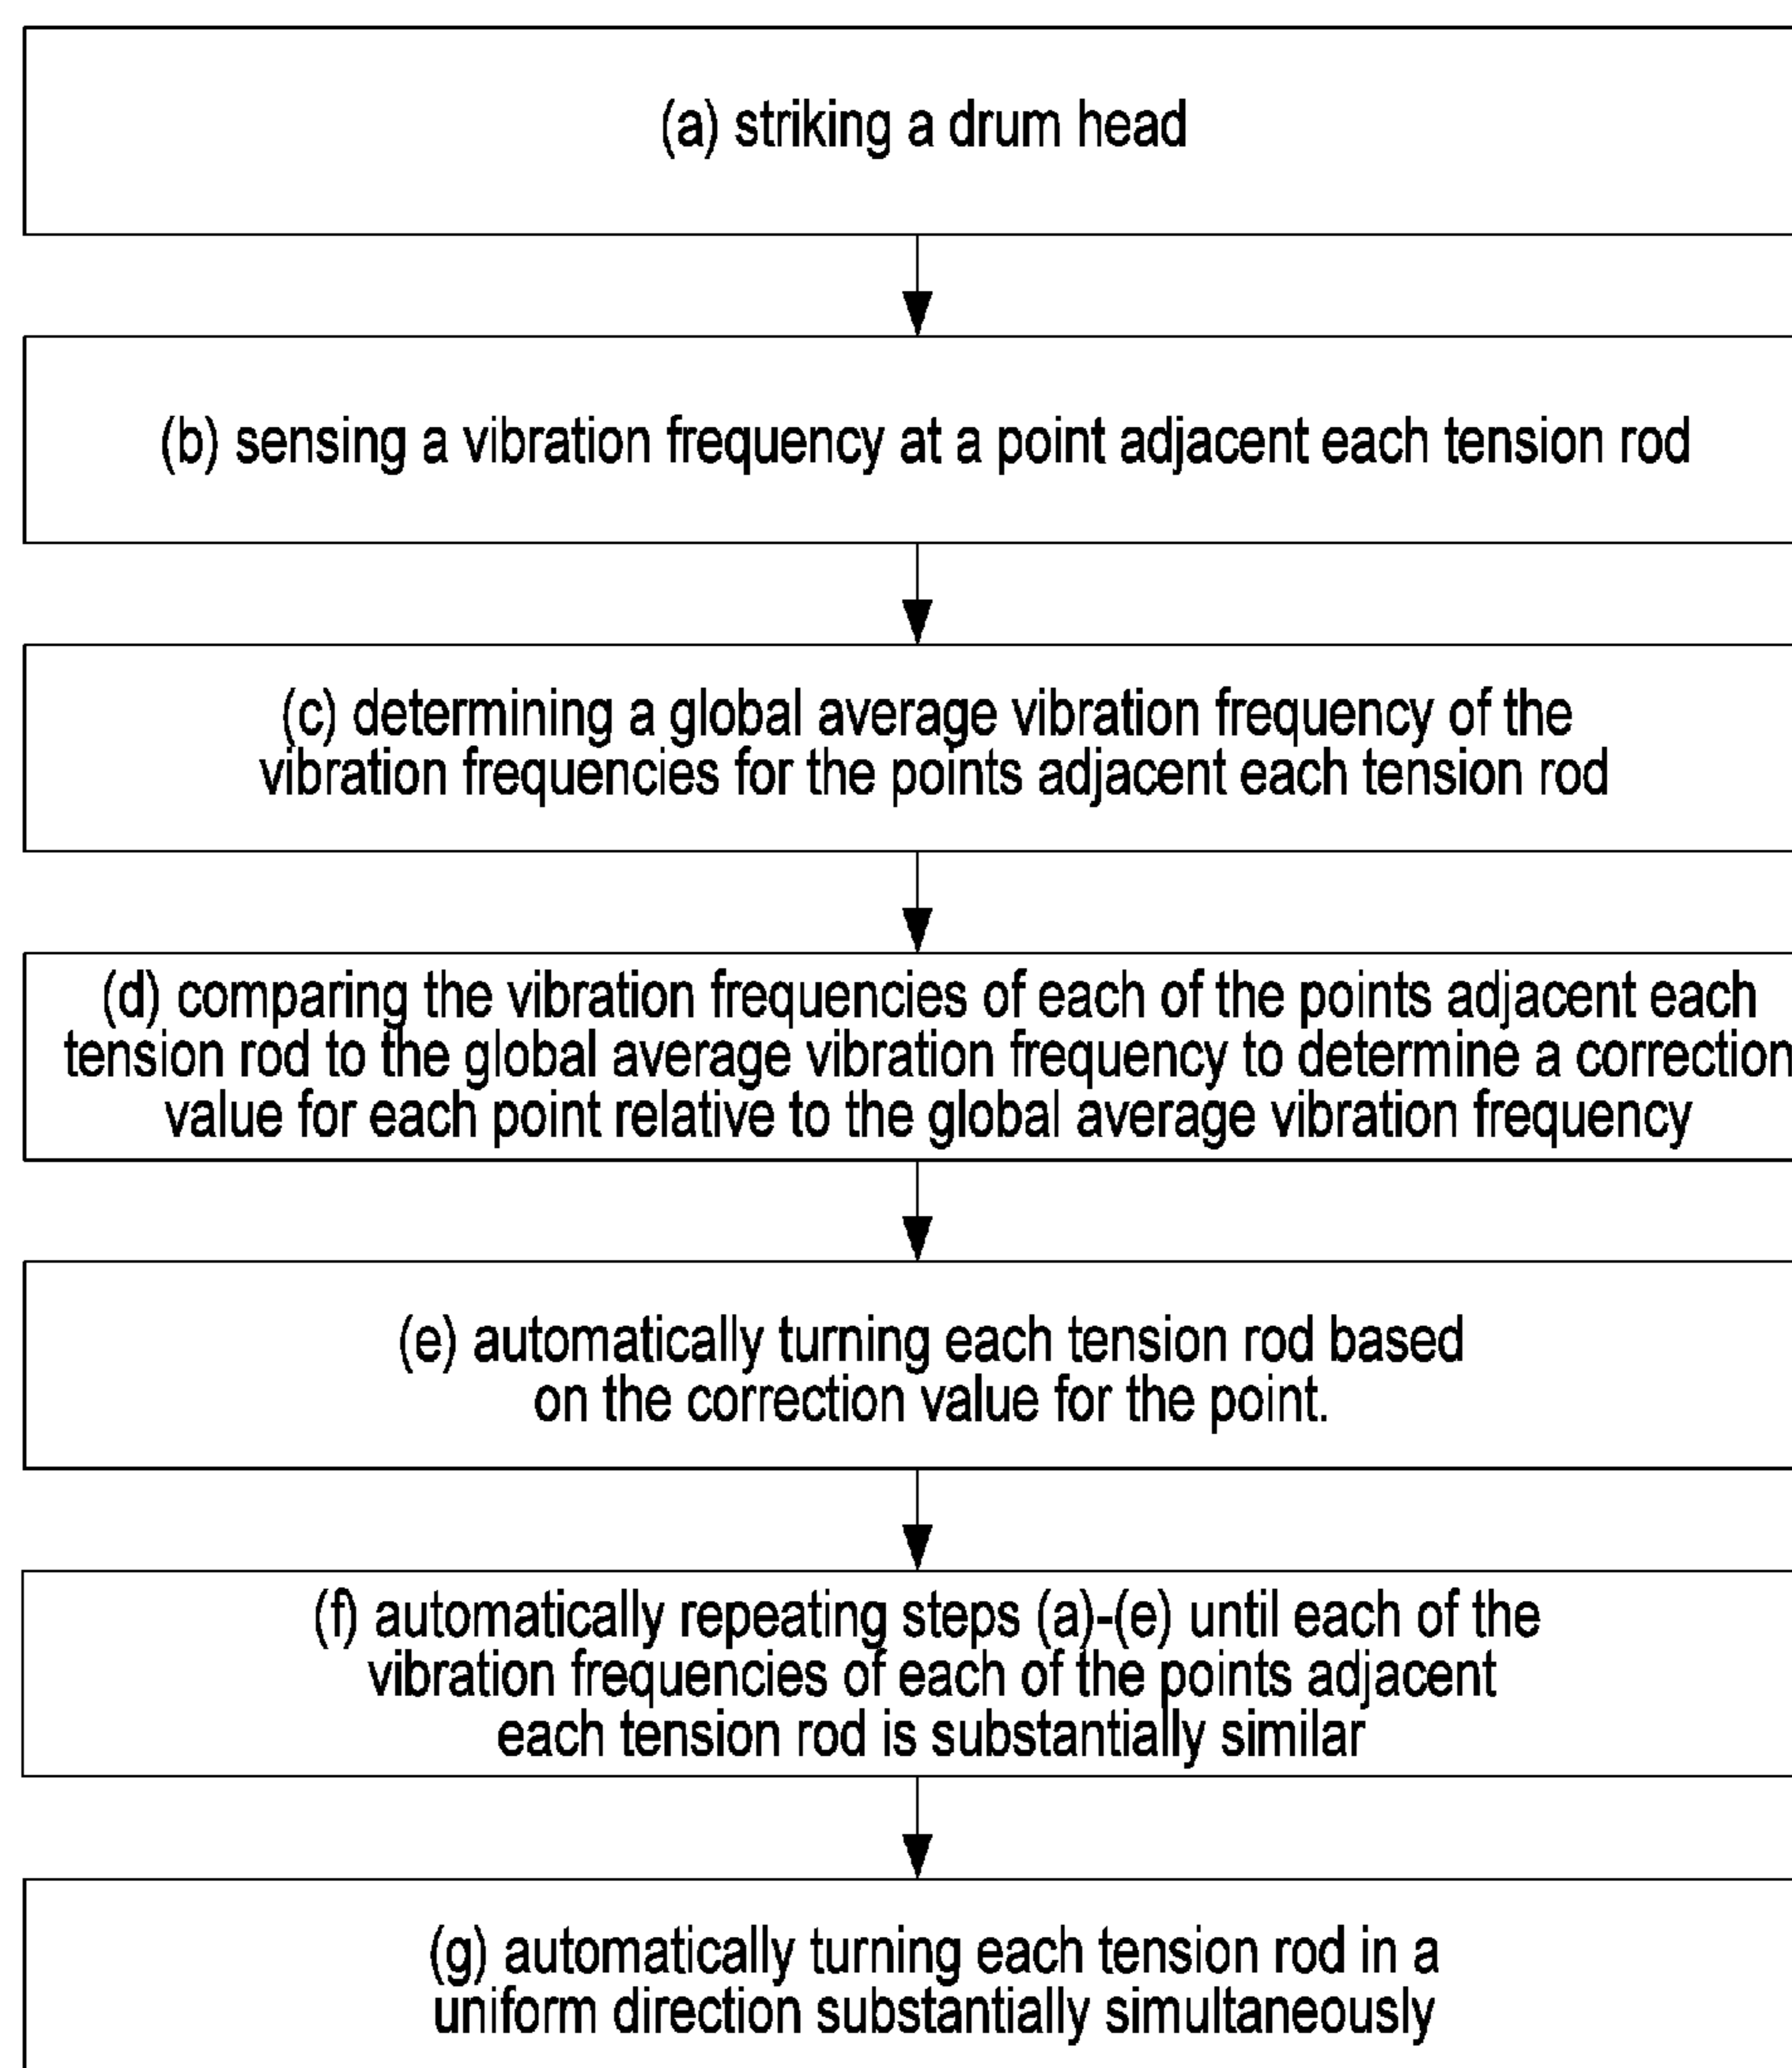 (a) striking a drum head
(b) sensing a vibration frequency at a point adjacent each tension rod
(c) determining a global average vibration frequency of the
vibration frequencies for the points adjacent each tension rod
(d) comparing the vibration frequencies of each of the points adjacent each
tension rod to the global average vibration frequency to determine a correction
value for each point relative to the global average vibration frequency
(e) automatically turning each tension rod based
on the correction value for the point.
(f) automatically repeating steps (a)-(e) until each of the
vibration frequencies of each of the points adjacent
each tension rod is substantially similar
(g) automatically turning each tension rod in a
uniform direction substantially simultaneously